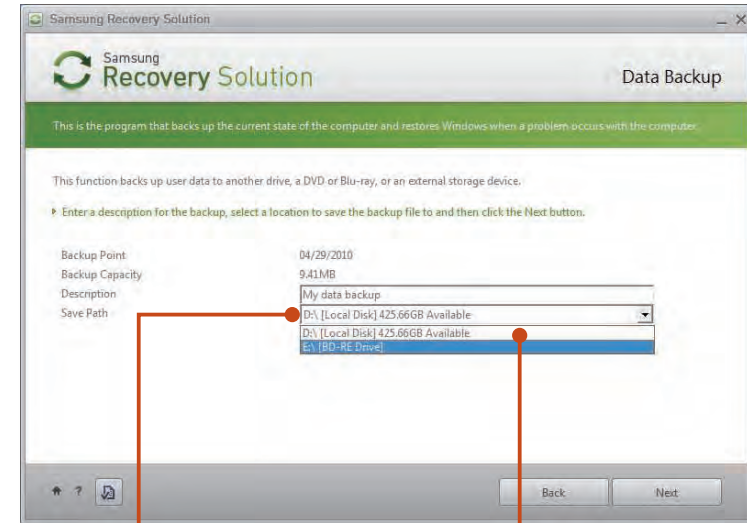 Samsung Recovery Solution
Samsung
Recovery Solution
Data Backup
This is the program that backs up the current state of the computer and restores Windows when a problem occurs with the computer.
This function backs up user data to another drive, a DVD or Blu-ray, or an external storage device.
Enter a description for the backup, select a location to save the backup file to and then click the Next button.
Backup Point 04/29/2010
Backup Capacity 9.41MB
Description My data backup
Save Path D:\ [Local Disk] 425.66GB Available
D:\ [Local Disk] 425.66GB Available
E:\ [BD-RE Drive]
?
Back Next